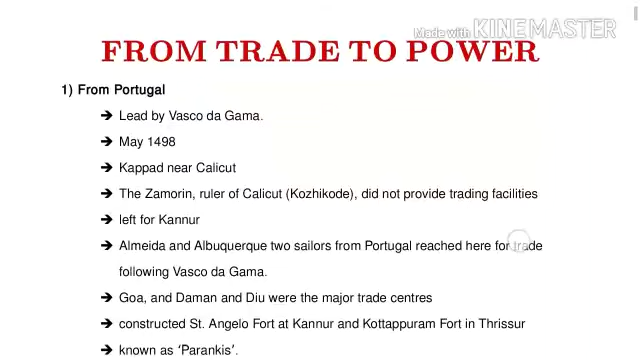 Made with KINEMASTER
FROM TRADE TO POWER
1) From Portugal
➔ Lead by Vasco da Gama.
➔ May 1498
➔ Kappad near Calicut
➔ The Zamorin, ruler of Calicut (Kozhikode), did not provide trading facilities
➔ left for Kannur
➔ Almeida and Albuquerque two sailors from Portugal reached here for trade
following Vasco da Gama.
➔ Goa, and Daman and Diu were the major trade centres
➔ constructed St. Angelo Fort at Kannur and Kottappuram Fort in Thrissur
➔ known as ‘Parankis’.